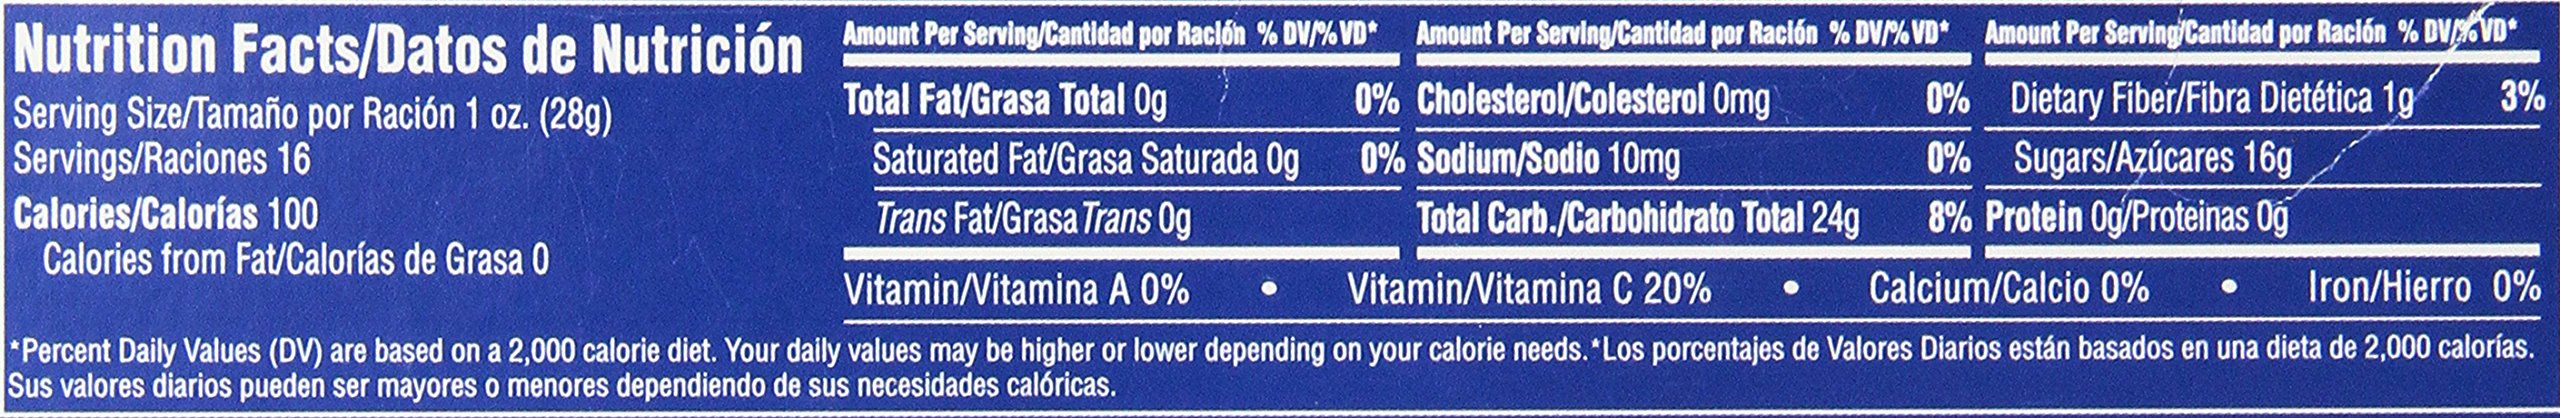 Nutrition Facts/Datos de Nutrición
Serving Size/Tamaño por Ración 1 oz. (28g)
Servings/Raciones 16
Calories/Calorías 100
Calories from Fat/Calorías de Grasa 0
Amount Per Serving/Cantidad por Ración % DV/%VD*
Total Fat/Grasa Total 0g 0%
Saturated Fat/Grasa Saturada 0g 0%
Trans Fat/Grasa Trans 0g
Amount Per Serving/Cantidad por Ración % DV/%VD*
Cholesterol/Colesterol 0mg 0%
Sodium/Sodio 10mg 0%
Total Carb./Carbohidrato Total 24g 8%
Amount Per Serving/Cantidad por Ración % DV/%VD*
Dietary Fiber/Fibra Dietética 1g 3%
Sugars/Azúcares 16g
Protein 0g/Proteinas 0g
Vitamin/Vitamina A 0% • Vitamin/Vitamina C 20% • Calcium/Calcio 0% • Iron/Hierro 0%
*Percent Daily Values (DV) are based on a 2,000 calorie diet. Your daily values may be higher or lower depending on your calorie needs.*Los porcentajes de Valores Diarios están basados en una dieta de 2,000 calorías.
Sus valores diarios pueden ser mayores o menores dependiendo de sus necesidades calóricas.